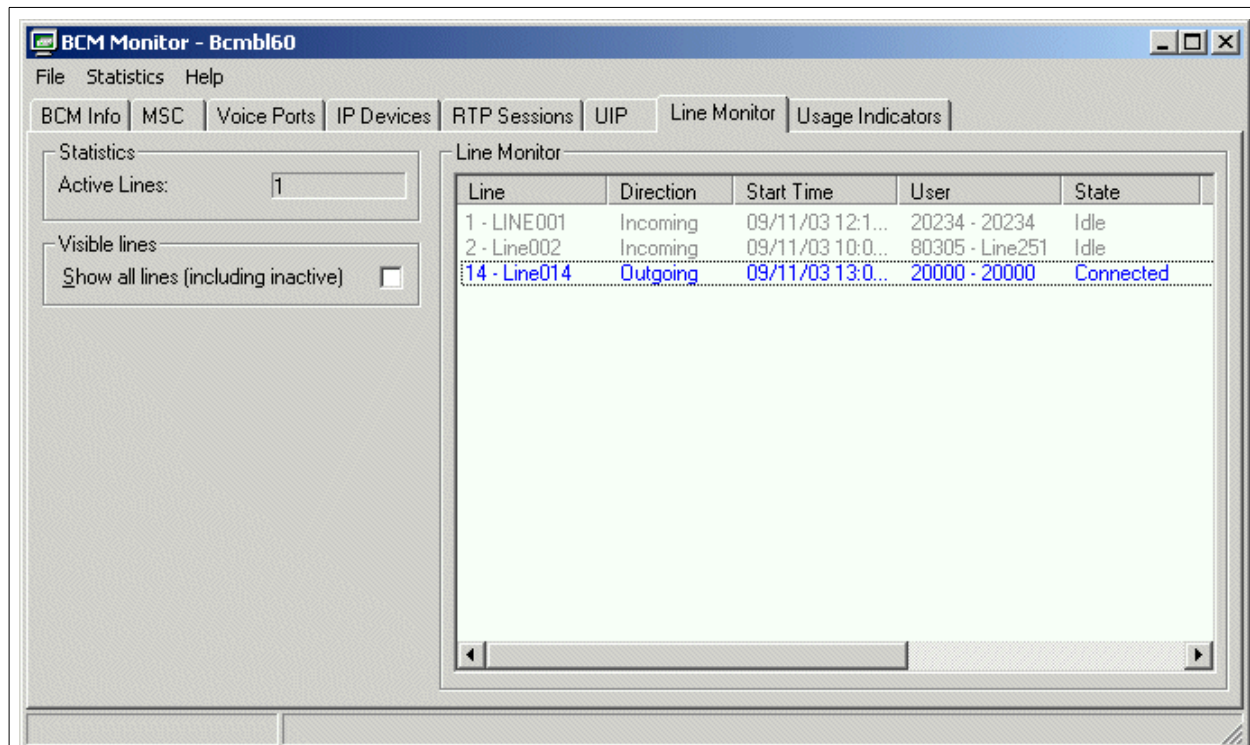 BCM Monitor - Bcmbl60
File Statistics Help
BCM Info MSC Voice Ports IP Devices RTP Sessions UIP Line Monitor Usage Indicators
Statistics
Active Lines: 1
Visible lines
Show all lines (including inactive)
Line Monitor
Line Direction Start Time User State
1 - LINE001 Incoming 09/11/03 12:1... 20234 - 20234 Idle
2 - Line002 Incoming 09/11/03 10:0... 80305 - Line251 Idle
14 - Line014 Outgoing 09/11/03 13:0... 20000 - 20000 Connected